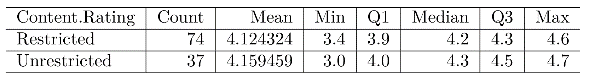 Content.Rating Count Mean Min Q1 Median Q3 Max
Restricted 74 4.124324 3.4 3.9 4.2 4.3 4.6
Unrestricted 37 4.159459 3.0 4.0 4.3 4.5 4.7